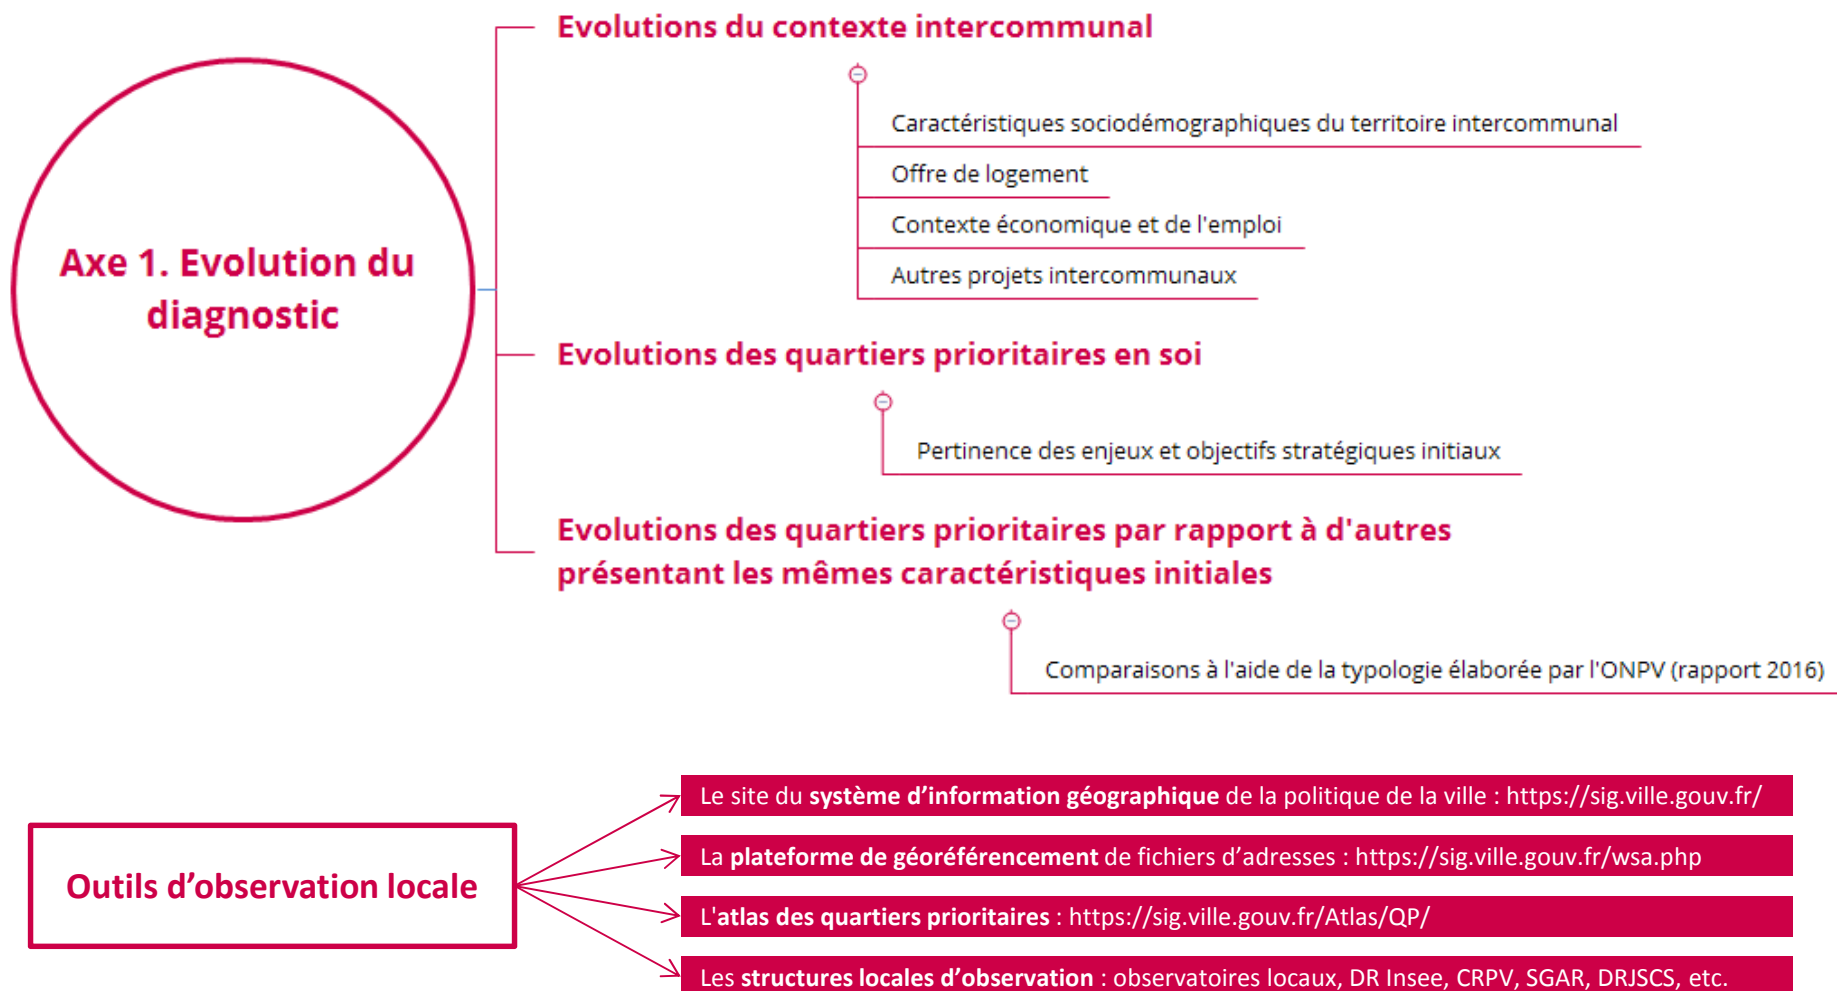 Evolutions du contexte intercommunal
Caractéristiques sociodémographiques du territoire intercommunal
Offre de logement
Contexte économique et de l'emploi
Autres projets intercommunaux
Axe 1. Evolution du
diagnostic
Evolutions des quartiers prioritaires en soi
Pertinence des enjeux et objectifs stratégiques initiaux
Evolutions des quartiers prioritaires par rapport à d'autres
présentant les mêmes caractéristiques initiales
Comparaisons à l'aide de la typologie élaborée par l'ONPV (rapport 2016)
Outils d’observation locale
Le site du système d’information géographique de la politique de la ville : https://sig.ville.gouv.fr/
La plateforme de géoréférencement de fichiers d’adresses : https://sig.ville.gouv.fr/wsa.php
L'atlas des quartiers prioritaires : https://sig.ville.gouv.fr/Atlas/QP/
Les structures locales d’observation : observatoires locaux, DR Insee, CRPV, SGAR, DRJSCS, etc.